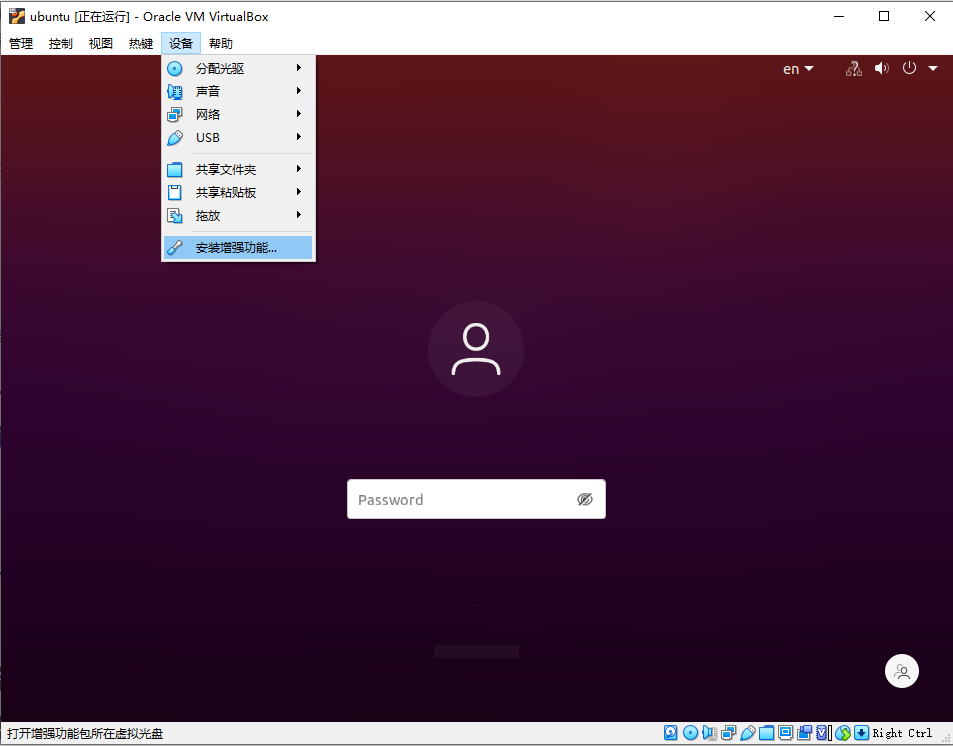 ubuntu [正在运行] - Oracle VM VirtualBox
管理 控制 视图 热键 设备 帮助
en
分配光驱
声音
网络
USB
共享文件夹
共享粘贴板
拖放
安装增强功能...
Password
打开增强功能包所在虚拟光盘
Right Ctrl